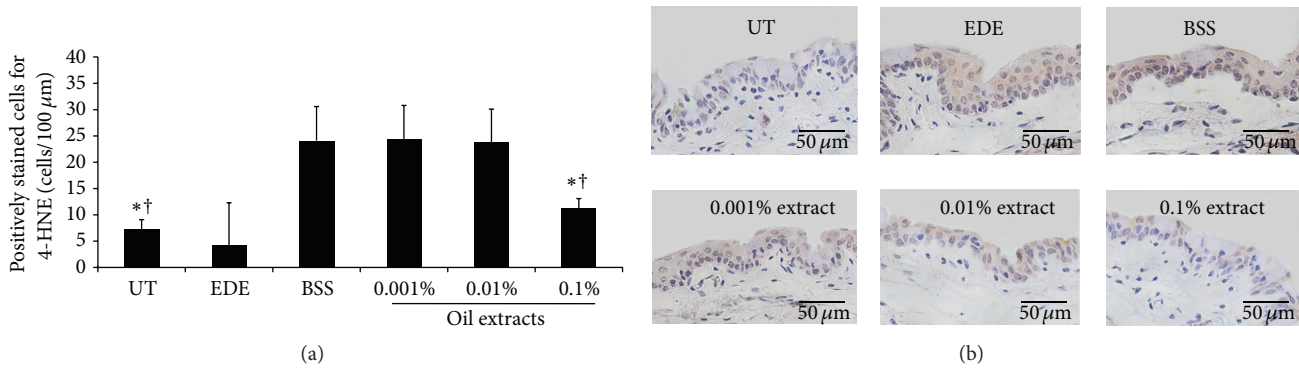 Positively stained cells for
4-HNE (cells/100 μm)
40
35
30
25
20
15
10
5
0
*†
*†
UT
EDE
BSS
0.001%
0.01%
0.1%
Oil extracts
(a)
UT
50 μm
EDE
50 μm
BSS
50 μm
0.001% extract
50 μm
0.01% extract
50 μm
0.1% extract
50 μm
(b)